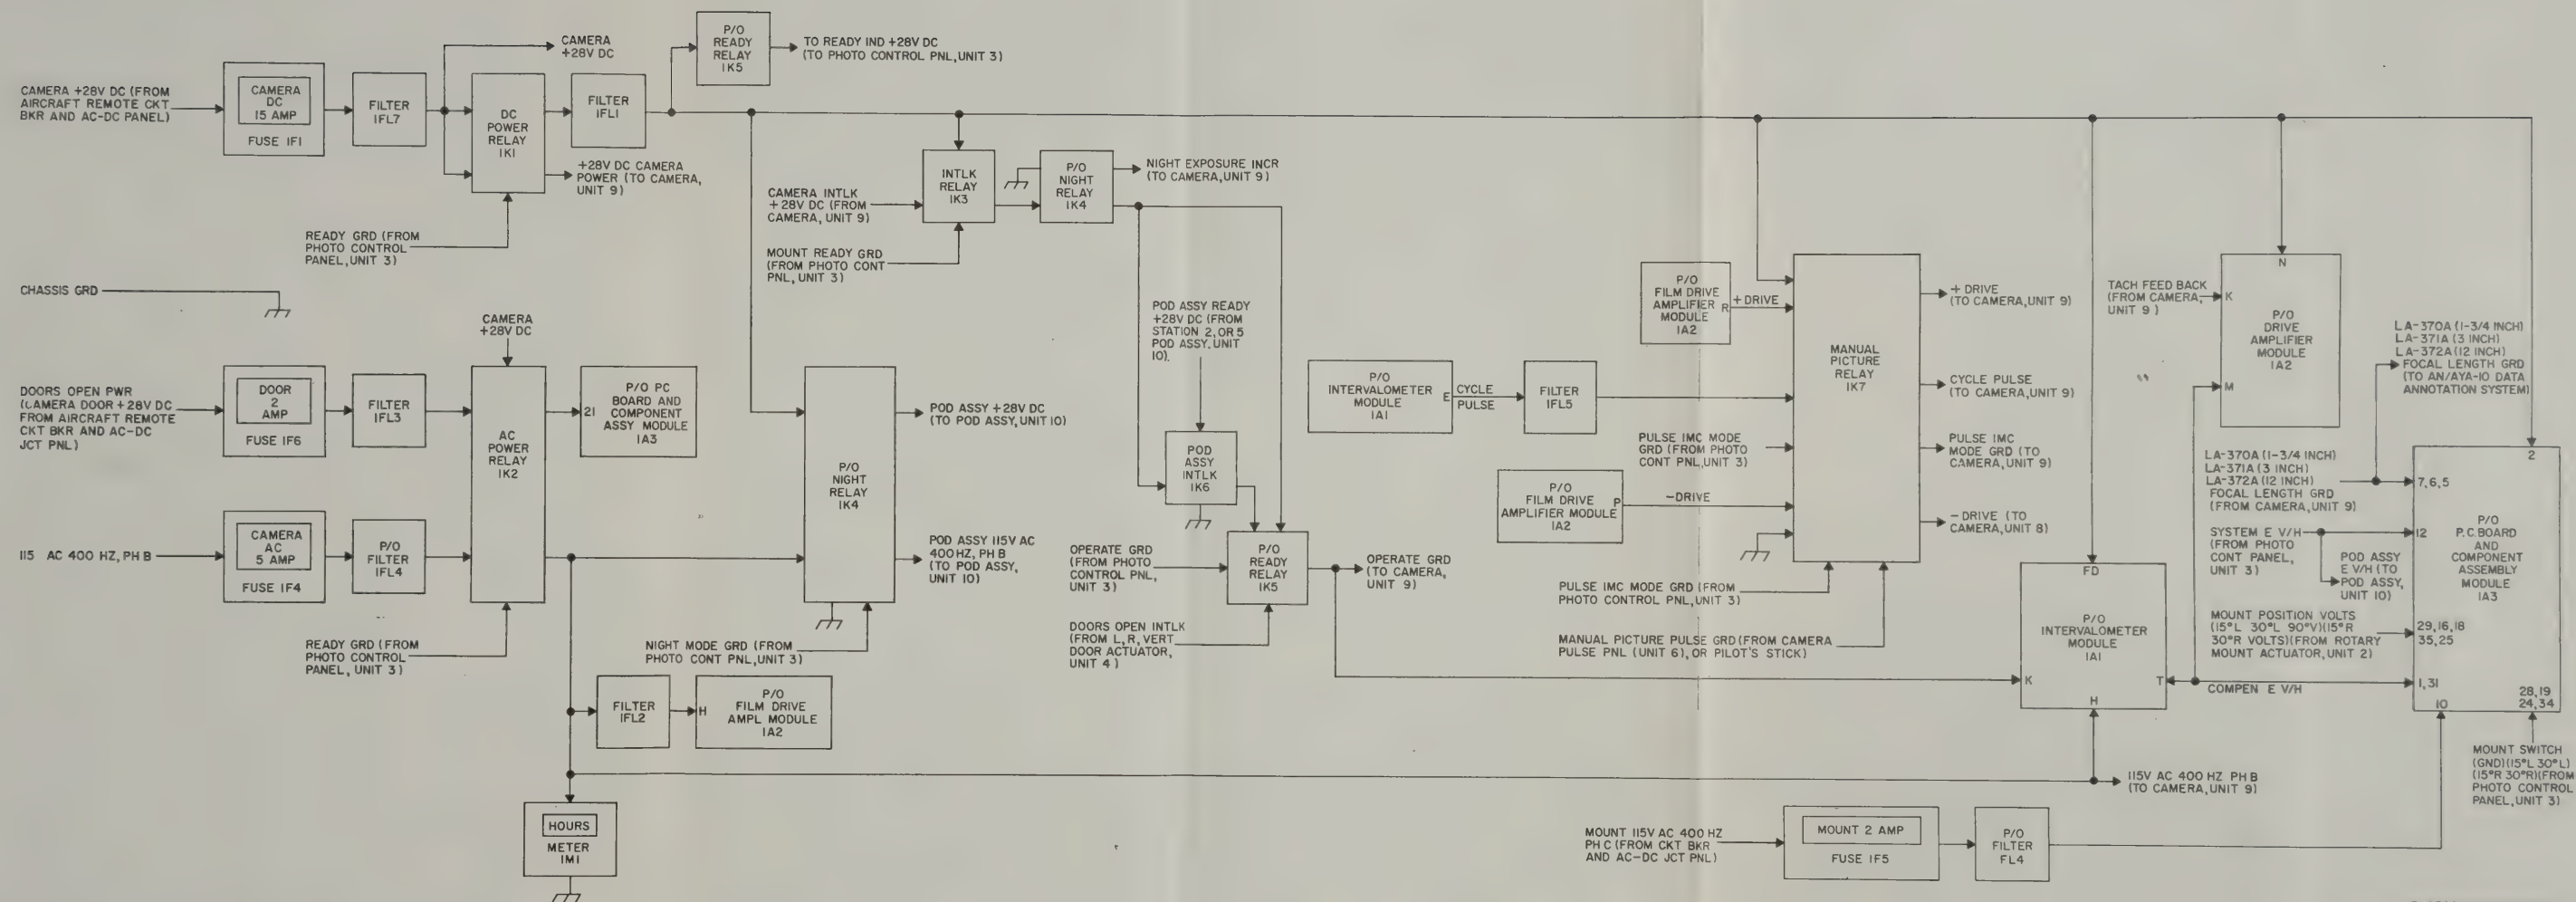 CAMERA +28V DC (FROM
AIRCRAFT REMOTE CKT
BKR AND AC-DC PANEL)
CAMERA
DC
15 AMP
FUSE 1F1
FILTER
1FL7
CAMERA
+28V DC
DC
POWER
RELAY
1K1
FILTER
1FL1
P/O
READY
RELAY
1K5
TO READY IND +28V DC
(TO PHOTO CONTROL PNL, UNIT 3)
+28V DC CAMERA
POWER (TO CAMERA,
UNIT 9)
READY GRD (FROM
PHOTO CONTROL
PANEL, UNIT 3)
CHASSIS GRD
CAMERA INTLK
+28V DC (FROM
CAMERA, UNIT 9)
MOUNT READY GRD
(FROM PHOTO CONT
PNL, UNIT 3)
INTLK
RELAY
1K3
P/O
NIGHT
RELAY
1K4
NIGHT EXPOSURE INCR
(TO CAMERA, UNIT 9)
DOORS OPEN PWR
(CAMERA DOOR +28V DC
FROM AIRCRAFT REMOTE
CKT BKR AND AC-DC
JCT PNL)
DOOR
2
AMP
FUSE 1F6
FILTER
1FL3
CAMERA
+28V DC
AC
POWER
RELAY
1K2
21
P/O PC
BOARD AND
COMPONENT
ASSY MODULE
1A3
115 AC 400 HZ, PH B
CAMERA
AC
5 AMP
FUSE 1F4
P/O
FILTER
1FL4
READY GRD (FROM
PHOTO CONTROL
PANEL, UNIT 3)
P/O
NIGHT
RELAY
1K4
POD ASSY +28V DC
(TO POD ASSY, UNIT 10)
POD ASSY 115V AC
400 HZ, PH B
(TO POD ASSY,
UNIT 10)
NIGHT MODE GRD (FROM
PHOTO CONT PNL, UNIT 3)
FILTER
1FL2
H
P/O
FILM DRIVE
AMPL MODULE
1A2
HOURS
METER
1M1
POD ASSY READY
+28V DC (FROM
STATION 2, OR 5
POD ASSY, UNIT
10).
POD
ASSY
INTLK
1K6
OPERATE GRD
(FROM PHOTO
CONTROL PNL,
UNIT 3)
P/O
READY
RELAY
1K5
OPERATE GRD
(TO CAMERA,
UNIT 9)
DOORS OPEN INTLK
(FROM L, R, VERT
DOOR ACTUATOR,
UNIT 4)
P/O
INTERVALOMETER
MODULE
1A1
E
CYCLE
PULSE
FILTER
1FL5
P/O
FILM DRIVE
AMPLIFIER
MODULE
1A2
R
+DRIVE
PULSE IMC MODE
GRD (FROM PHOTO
CONT PNL, UNIT 3)
P/O
FILM DRIVE
AMPLIFIER MODULE
1A2
P
-DRIVE
MANUAL
PICTURE
RELAY
1K7
+ DRIVE
(TO CAMERA, UNIT 9)
CYCLE PULSE
(TO CAMERA, UNIT 9)
PULSE IMC
MODE GRD (TO
CAMERA, UNIT 9)
- DRIVE (TO
CAMERA, UNIT 8)
PULSE IMC MODE GRD (FROM
PHOTO CONTROL PNL, UNIT 3)
MANUAL PICTURE PULSE GRD (FROM CAMERA
PULSE PNL (UNIT 6), OR PILOT'S STICK)
TACH FEED BACK
(FROM CAMERA,
UNIT 9)
N
K
M
P/O
DRIVE
AMPLIFIER
MODULE
1A2
LA-370A (1-3/4 INCH)
LA-371A (3 INCH)
LA-372A (12 INCH)
FOCAL LENGTH GRD
(TO AN/AYA-10 DATA
ANNOTATION SYSTEM)
LA-370A (1-3/4 INCH)
LA-371A (3 INCH)
LA-372A (12 INCH)
FOCAL LENGTH GRD
(FROM CAMERA, UNIT 9)
SYSTEM E V/H
(FROM PHOTO
CONT PANEL,
UNIT 3)
POD ASSY
E V/H (TO
POD ASSY,
UNIT 10)
MOUNT POSITION VOLTS
(15°L 30°L 90°V)(15°R
30°R VOLTS)(FROM ROTARY
MOUNT ACTUATOR, UNIT 2)
FD
P/O
INTERVALOMETER
MODULE
1A1
K
T
H
COMPEN E V/H
2
7,6,5
12
P/O
P.C. BOARD
AND
COMPONENT
ASSEMBLY
MODULE
1A3
29,16,18
35,25
1,31
10
28,19
24,34
MOUNT SWITCH
(GND)(15°L 30°L)
(15°R 30°R)(FROM
PHOTO CONTROL
PANEL, UNIT 3)
115V AC 400 HZ PH B
(TO CAMERA, UNIT 9)
MOUNT 115V AC 400 HZ
PH C (FROM CKT BKR
AND AC-DC JCT PNL)
MOUNT 2 AMP
FUSE 1F5
P/O
FILTER
FL4